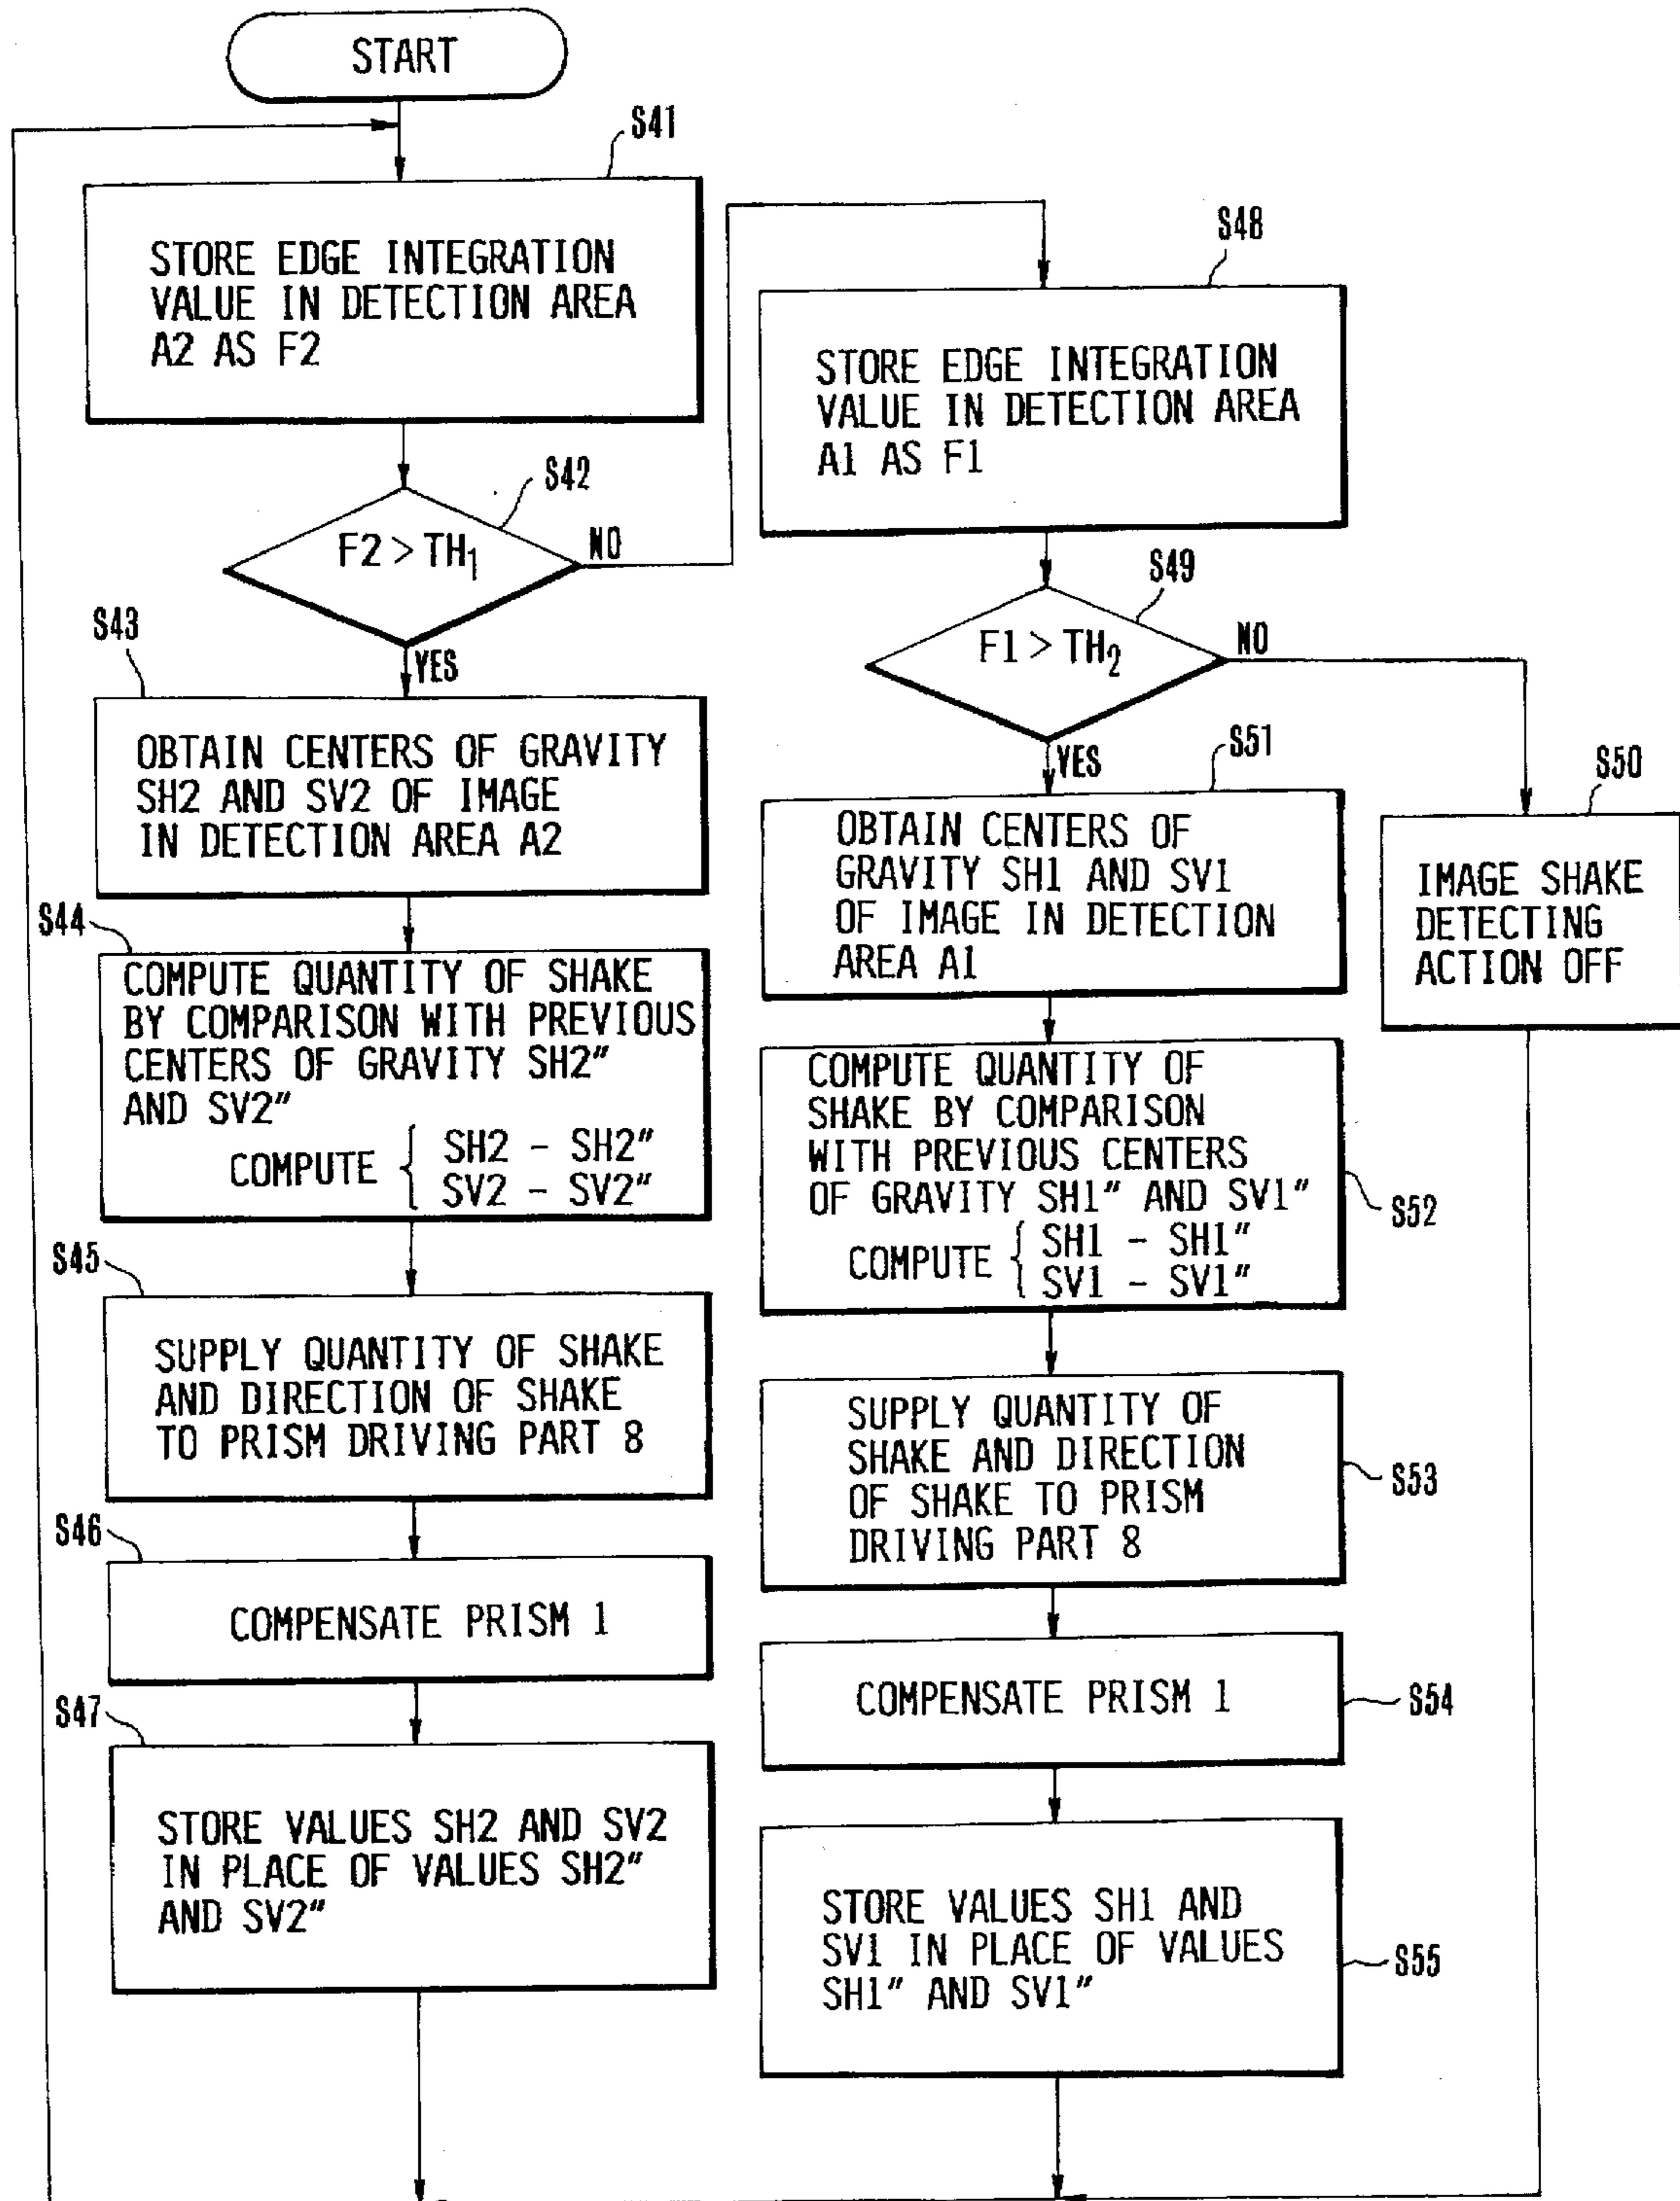 START
S41
STORE EDGE INTEGRATION
VALUE IN DETECTION AREA
A2 AS F2
S42
F2 > TH1
NO
YES
S43
OBTAIN CENTERS OF GRAVITY
SH2 AND SV2 OF IMAGE
IN DETECTION AREA A2
S44
COMPUTE QUANTITY OF SHAKE
BY COMPARISON WITH PREVIOUS
CENTERS OF GRAVITY SH2″
AND SV2″
COMPUTE { SH2 - SH2″
SV2 - SV2″
S45
SUPPLY QUANTITY OF SHAKE
AND DIRECTION OF SHAKE
TO PRISM DRIVING PART 8
S46
COMPENSATE PRISM 1
S47
STORE VALUES SH2 AND SV2
IN PLACE OF VALUES SH2″
AND SV2″
S48
STORE EDGE INTEGRATION
VALUE IN DETECTION AREA
A1 AS F1
S49
F1 > TH2
NO
YES
S50
IMAGE SHAKE
DETECTING
ACTION OFF
S51
OBTAIN CENTERS OF
GRAVITY SH1 AND SV1
OF IMAGE IN DETECTION
AREA A1
COMPUTE QUANTITY OF
SHAKE BY COMPARISON
WITH PREVIOUS CENTERS
OF GRAVITY SH1″ AND SV1″
COMPUTE { SH1 - SH1″
SV1 - SV1″
S52
SUPPLY QUANTITY OF
SHAKE AND DIRECTION
OF SHAKE TO PRISM
DRIVING PART 8
S53
COMPENSATE PRISM 1
S54
STORE VALUES SH1 AND
SV1 IN PLACE OF VALUES
SH1″ AND SV1″
S55